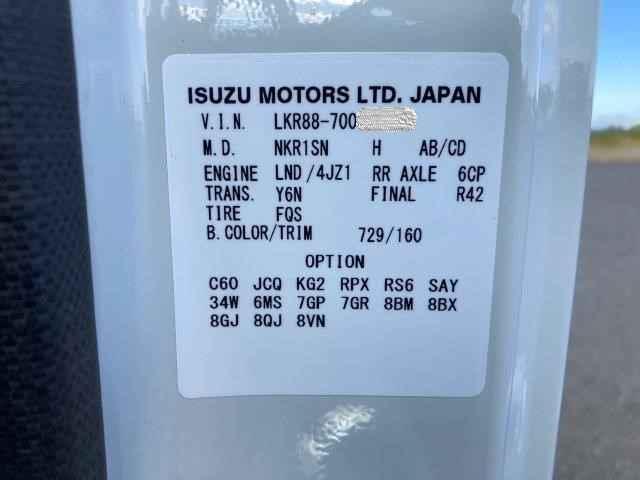 ISUZU MOTORS LTD. JAPAN
V.I.N. LKR88-700
M.D. NKR1SN H AB/CD
ENGINE LND/4JZ1 RR AXLE 6CP
TRANS. Y6N FINAL R42
TIRE FQS
B.COLOR/TRIM 729/160
OPTION
C60 JCQ KG2 RPX RS6 SAY
34W 6MS 7GP 7GR 8BM 8BX
8GJ 8QJ 8VN